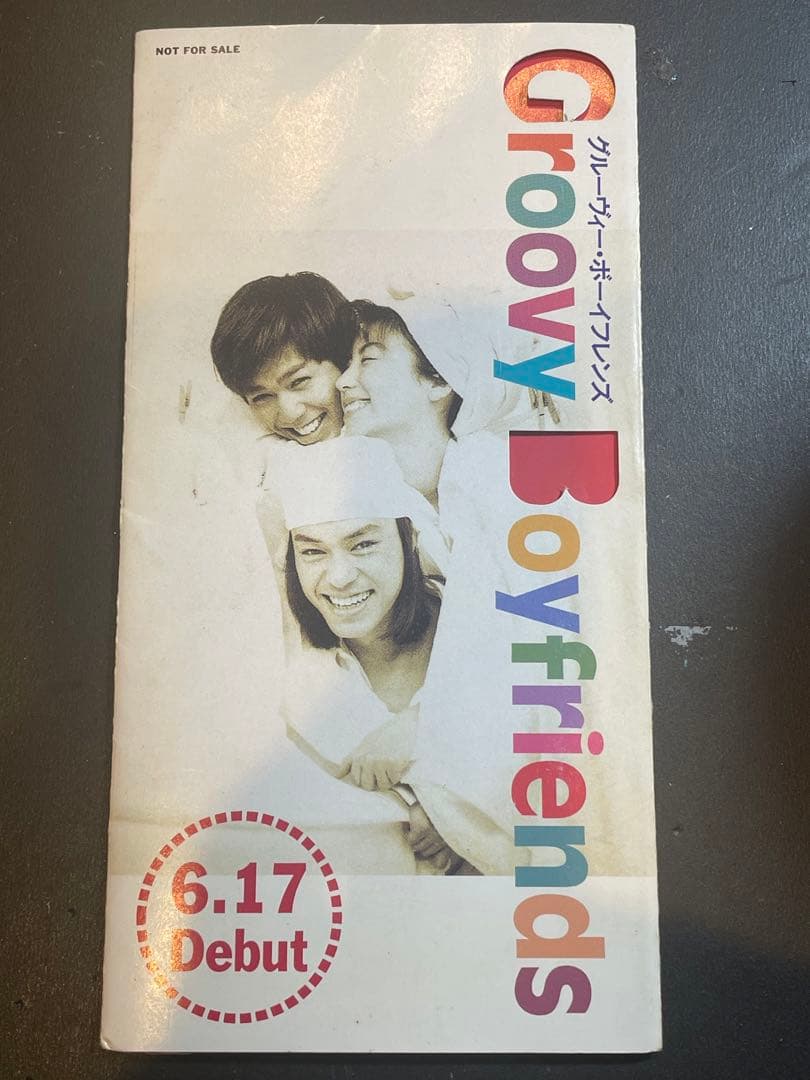 NOT FOR SALE
Groovy Boyfriends
グルーヴィー・ボーイフレンズ
6.17
Debut